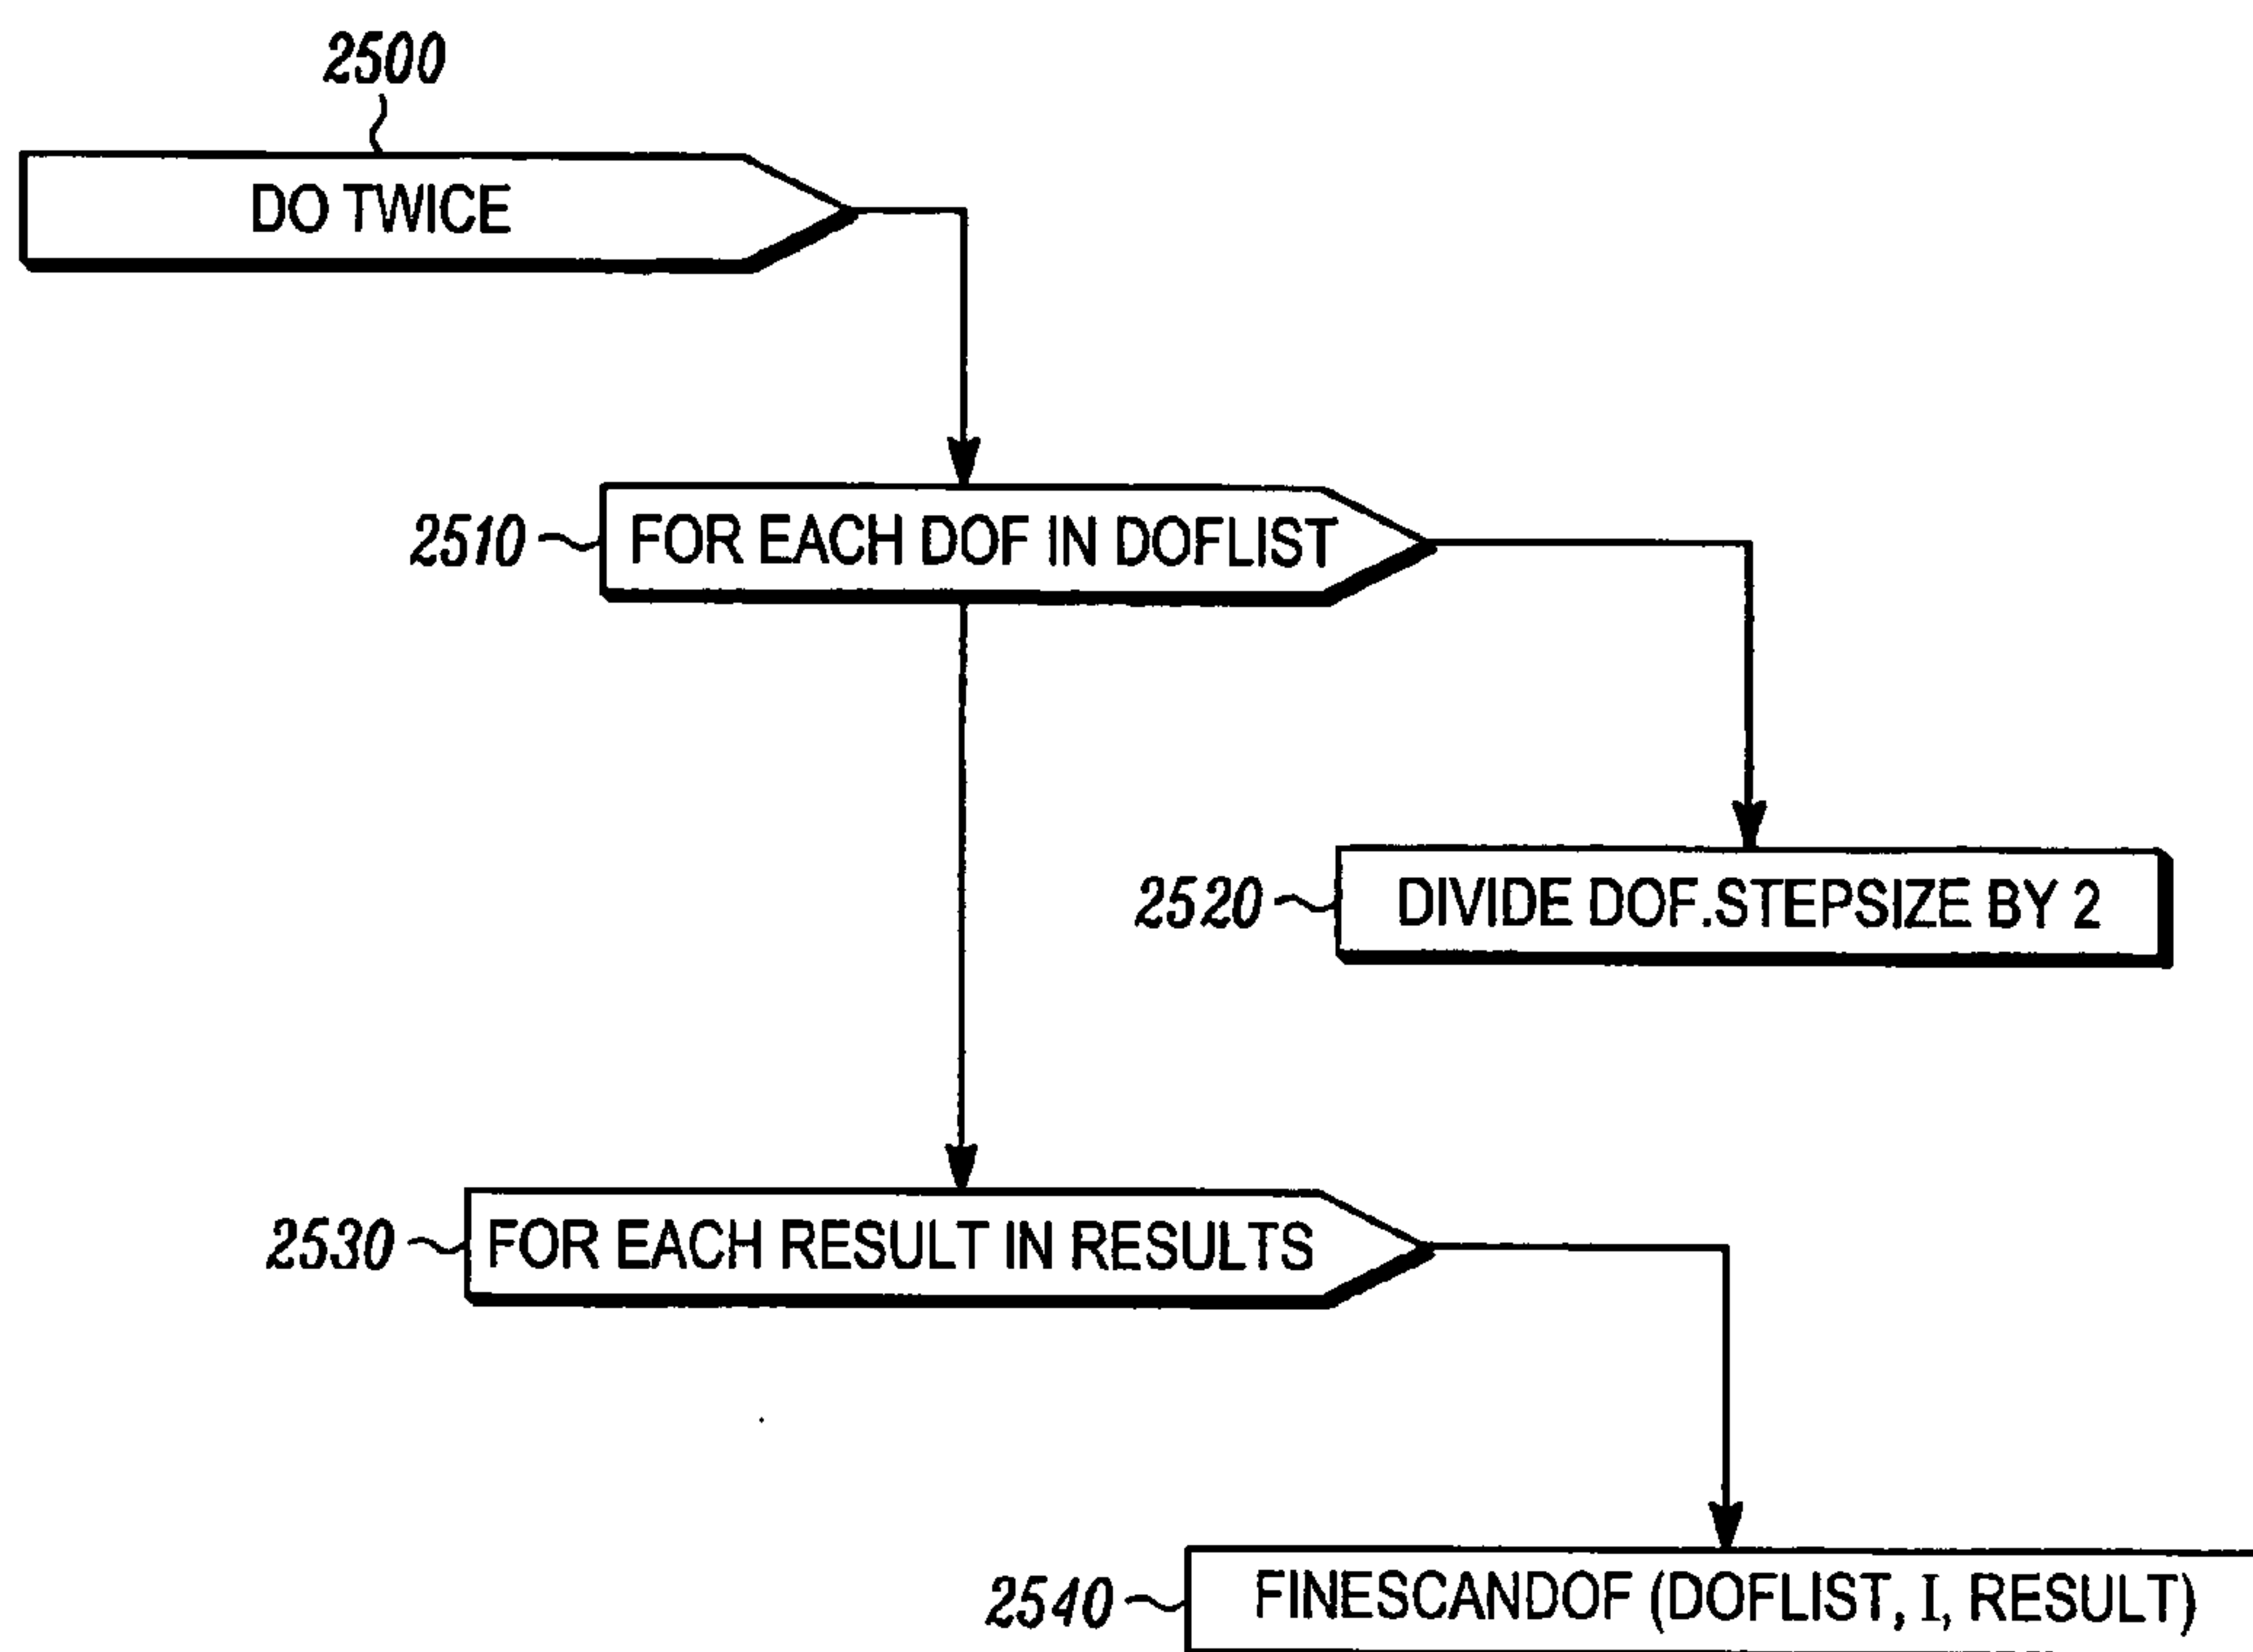 2500
DO TWICE
2510
FOR EACH DOF IN DOFLIST
2520
DIVIDE DOF.STEPSIZE BY 2
2530
FOR EACH RESULT IN RESULTS
2540
FINESCANDOF (DOFLIST, I, RESULT)